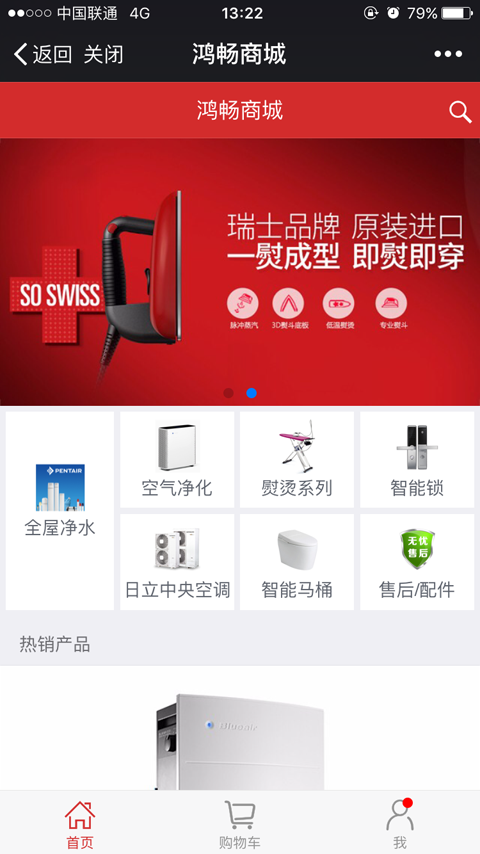 中国联通 4G 13:22 79%
返回 关闭 鸿畅商城
鸿畅商城
瑞士品牌 原装进口
一熨成型 即熨即穿
SO SWISS
脉冲蒸汽 3D熨斗底板 低温熨烫 专业熨斗
PENTAIR
全屋净水
空气净化
熨烫系列
智能锁
日立中央空调
智能马桶
无忧
售后
售后/配件
热销产品
Blueair
首页 购物车 我